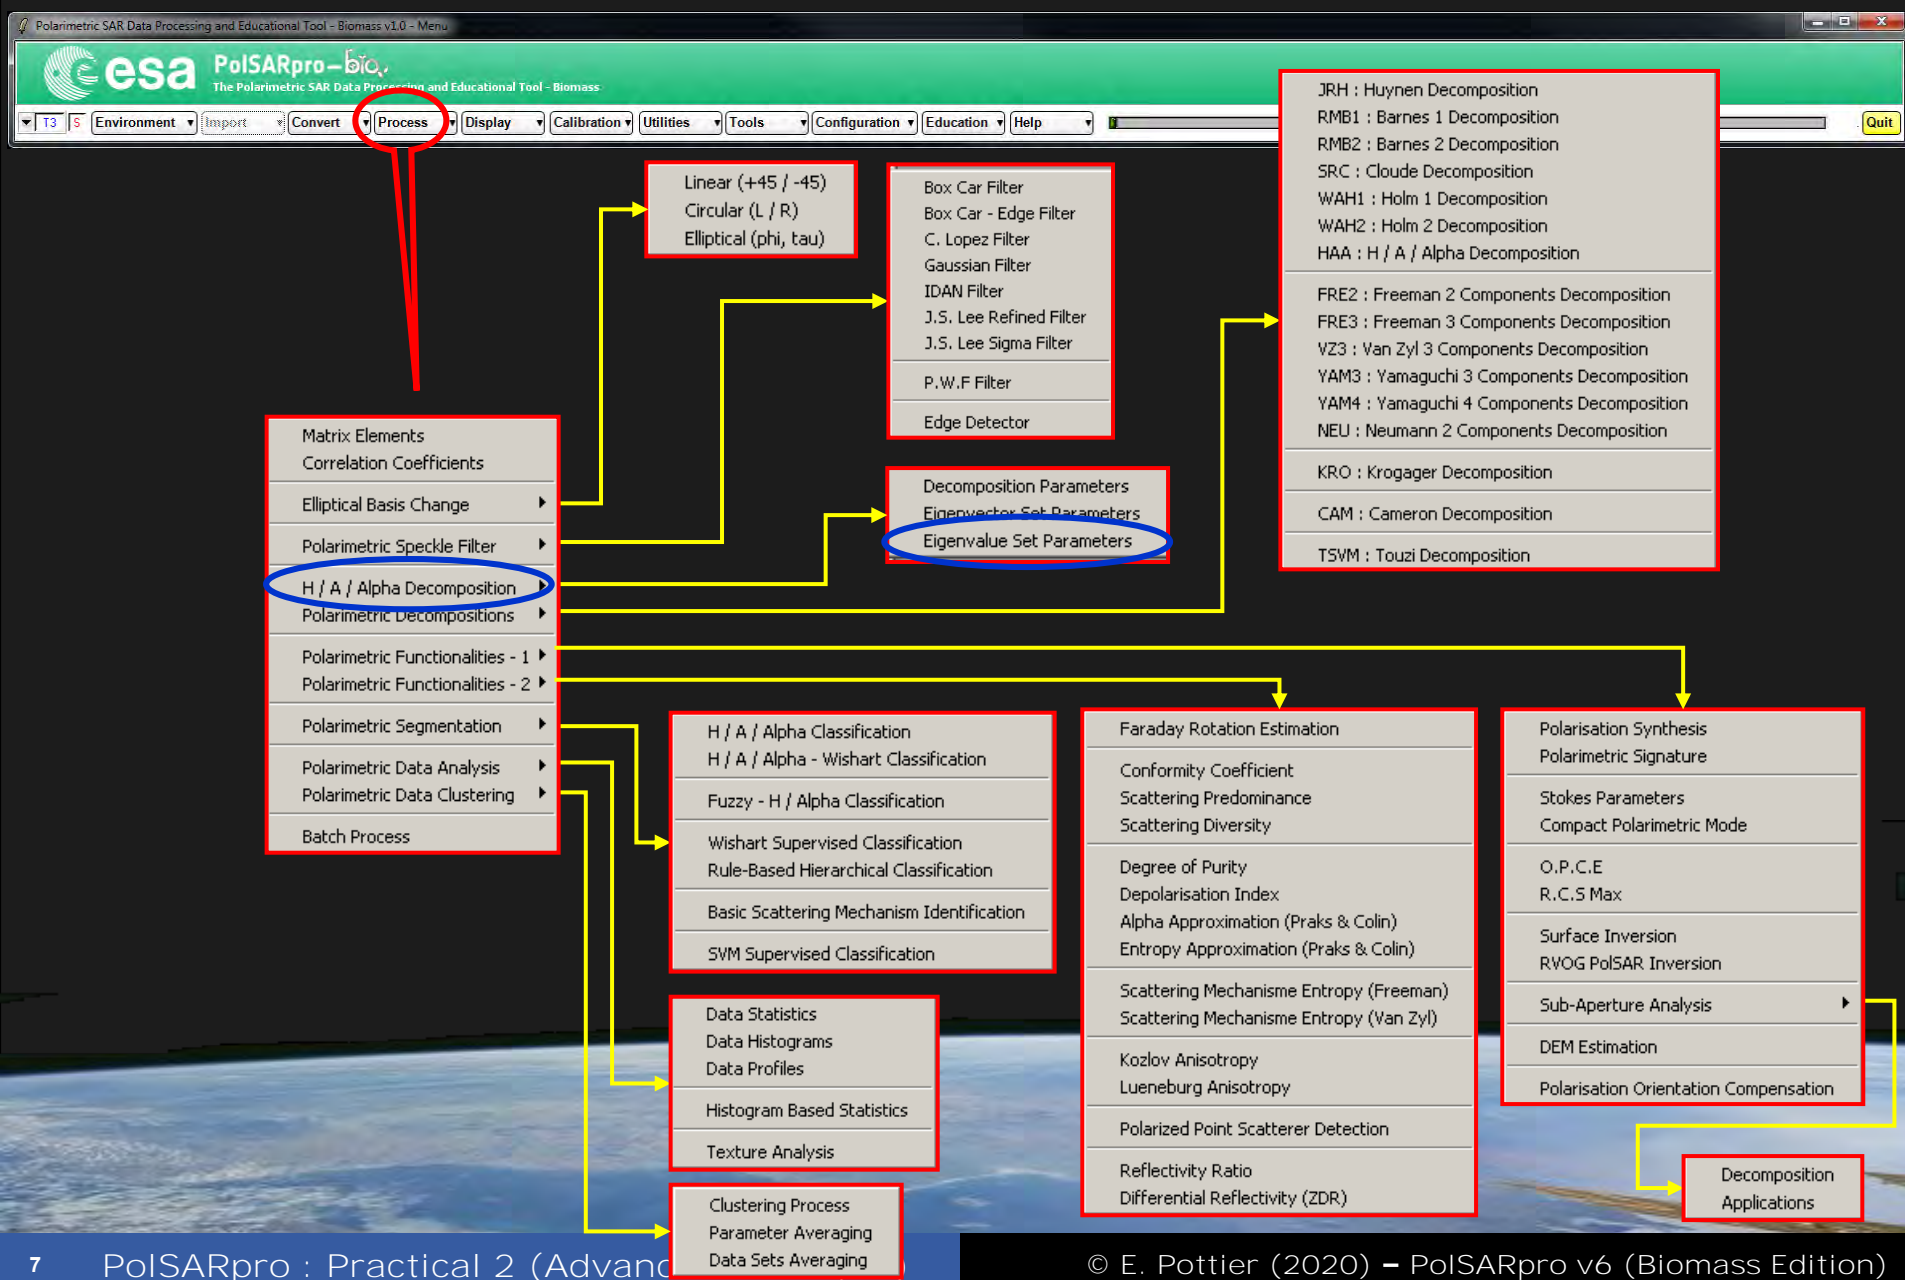 Polarimetric SAR Data Processing and Educational Tool - Biomass v1.0 - Menu
esa
PolSARpro-bio
The Polarimetric SAR Data Processing and Educational Tool - Biomass
T3 S Environment Import Convert Process Display Calibration Utilities Tools Configuration Education Help Quit
Linear (+45 / -45)
Circular (L / R)
Elliptical (phi, tau)
Box Car Filter
Box Car - Edge Filter
C. Lopez Filter
Gaussian Filter
IDAN Filter
J.S. Lee Refined Filter
J.S. Lee Sigma Filter
P.W.F Filter
Edge Detector
JRH : Huynen Decomposition
RMB1 : Barnes 1 Decomposition
RMB2 : Barnes 2 Decomposition
SRC : Cloude Decomposition
WAH1 : Holm 1 Decomposition
WAH2 : Holm 2 Decomposition
HAA : H / A / Alpha Decomposition
FRE2 : Freeman 2 Components Decomposition
FRE3 : Freeman 3 Components Decomposition
VZ3 : Van Zyl 3 Components Decomposition
YAM3 : Yamaguchi 3 Components Decomposition
YAM4 : Yamaguchi 4 Components Decomposition
NEU : Neumann 2 Components Decomposition
KRO : Krogager Decomposition
CAM : Cameron Decomposition
TSVM : Touzi Decomposition
Matrix Elements
Correlation Coefficients
Elliptical Basis Change
Polarimetric Speckle Filter
H / A / Alpha Decomposition
Polarimetric Decompositions
Polarimetric Functionalities - 1
Polarimetric Functionalities - 2
Polarimetric Segmentation
Polarimetric Data Analysis
Polarimetric Data Clustering
Batch Process
Decomposition Parameters
Eigenvector Set Parameters
Eigenvalue Set Parameters
H / A / Alpha Classification
H / A / Alpha - Wishart Classification
Fuzzy - H / Alpha Classification
Wishart Supervised Classification
Rule-Based Hierarchical Classification
Basic Scattering Mechanism Identification
SVM Supervised Classification
Data Statistics
Data Histograms
Data Profiles
Histogram Based Statistics
Texture Analysis
Clustering Process
Parameter Averaging
Data Sets Averaging
Faraday Rotation Estimation
Conformity Coefficient
Scattering Predominance
Scattering Diversity
Degree of Purity
Depolarisation Index
Alpha Approximation (Praks & Colin)
Entropy Approximation (Praks & Colin)
Scattering Mechanisme Entropy (Freeman)
Scattering Mechanisme Entropy (Van Zyl)
Kozlov Anisotropy
Lueneburg Anisotropy
Polarized Point Scatterer Detection
Reflectivity Ratio
Differential Reflectivity (ZDR)
Polarisation Synthesis
Polarimetric Signature
Stokes Parameters
Compact Polarimetric Mode
O.P.C.E
R.C.S Max
Surface Inversion
RVOG PolSAR Inversion
Sub-Aperture Analysis
DEM Estimation
Polarisation Orientation Compensation
Decomposition
Applications
7 PolSARpro : Practical 2 (Advanc
© E. Pottier (2020) – PolSARpro v6 (Biomass Edition)